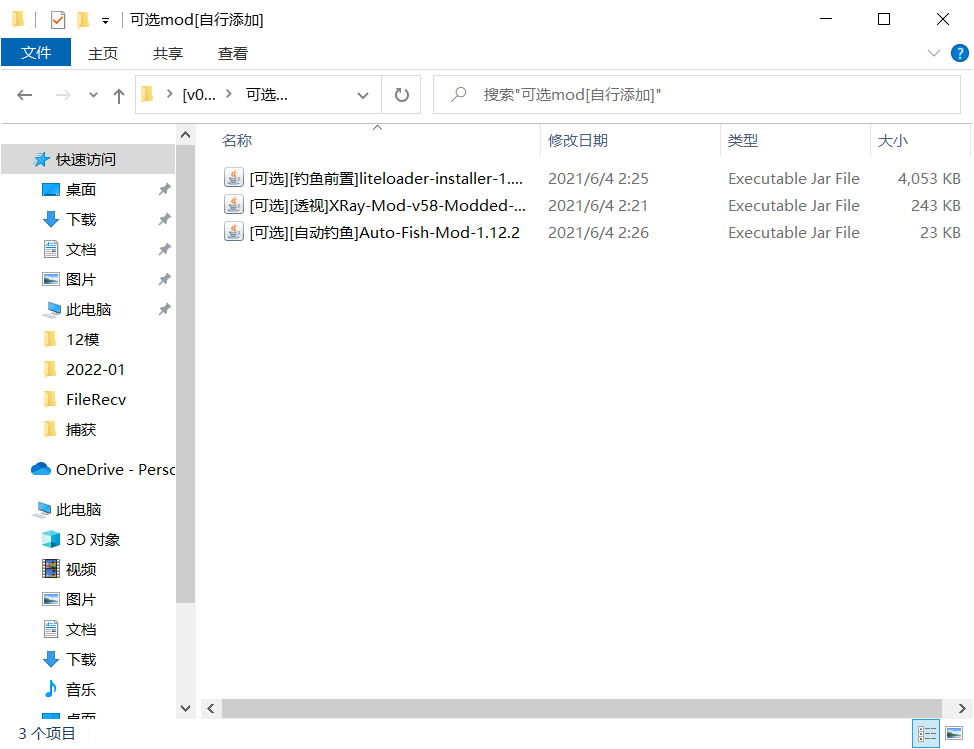 可选mod[自行添加]
文件 主页 共享 查看
[v0... 可选... 搜索"可选mod[自行添加]"
名称 修改日期 类型 大小
[可选][钓鱼前置]liteloader-installer-1.... 2021/6/4 2:25 Executable Jar File 4,053 KB
[可选][透视]XRay-Mod-v58-Modded-... 2021/6/4 2:21 Executable Jar File 243 KB
[可选][自动钓鱼]Auto-Fish-Mod-1.12.2 2021/6/4 2:26 Executable Jar File 23 KB
快速访问
桌面
下载
文档
图片
此电脑
12模
2022-01
FileRecv
捕获
OneDrive - Persc
此电脑
3D 对象
视频
图片
文档
下载
音乐
桌面
3 个项目